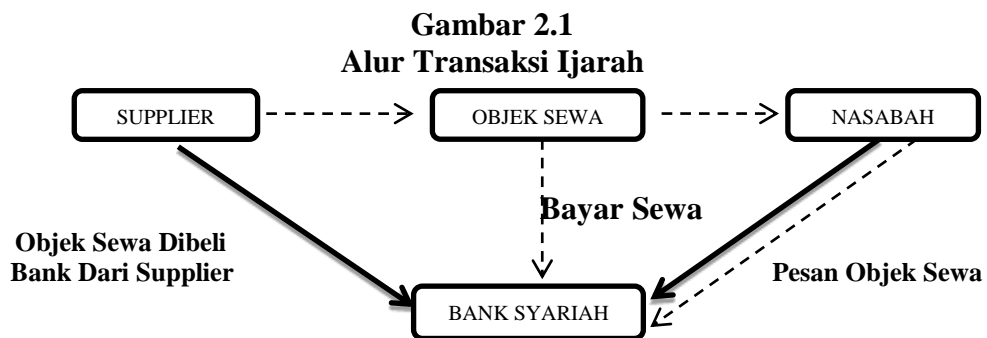 Gambar 2.1
Alur Transaksi Ijarah
SUPPLIER
OBJEK SEWA
NASABAH
Bayar Sewa
Objek Sewa Dibeli
Bank Dari Supplier
Pesan Objek Sewa
BANK SYARIAH